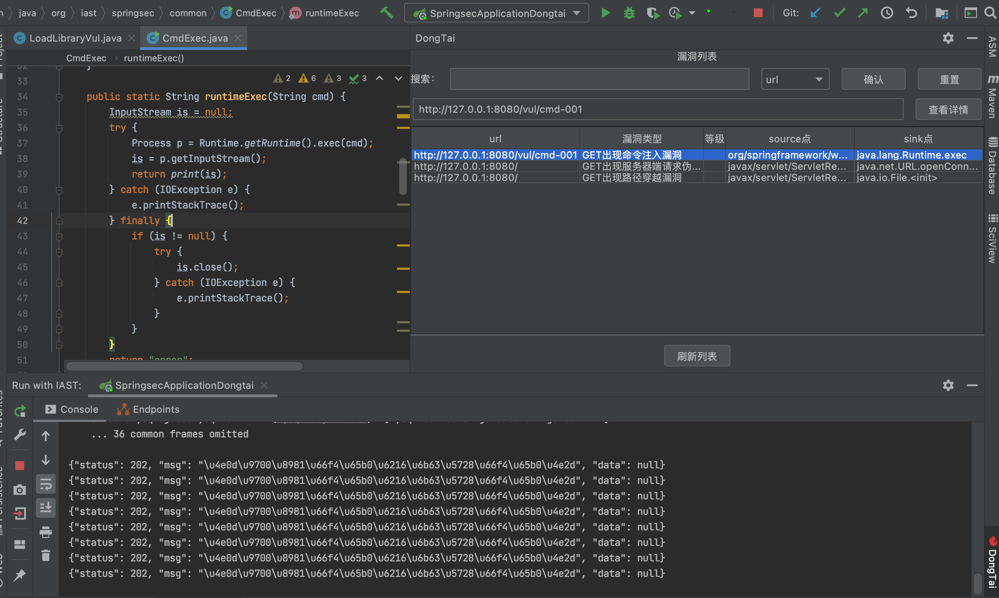 java org iast springsec common CmdExec runtimeExec SpringsecApplicationDongtai Git:
LoadLibraryVul.java CmdExec.java
CmdExec runtimeExec()
2 6 3 3
32 }
33
34 public static String runtimeExec(String cmd) {
35 InputStream is = null;
36 try {
37 Process p = Runtime.getRuntime().exec(cmd);
38 is = p.getInputStream();
39 return print(is);
40 } catch (IOException e) {
41 e.printStackTrace();
42 } finally {
43 if (is != null) {
44 try {
45 is.close();
46 } catch (IOException e) {
47 e.printStackTrace();
48 }
49 }
50 }
51 return "error";
DongTai
漏洞列表
搜索: url 确认 重置
http://127.0.0.1:8080/vul/cmd-001 查看详情
url 漏洞类型 等级 source点 sink点
http://127.0.0.1:8080/vul/cmd-001 GET出现命令注入漏洞 org/springframework/w... java.lang.Runtime.exec
http://127.0.0.1:8080/ GET出现服务器端请求伪... javax/servlet/ServletRe... java.net.URL.openConn...
http://127.0.0.1:8080/ GET出现路径穿越漏洞 javax/servlet/ServletRe... java.io.File.<init>
刷新列表
ASM
m Maven
Database
SciView
DongTai
Project
Structure
Favorites
Persistence
Web
Run with IAST: SpringsecApplicationDongtai
Console Endpoints
... 36 common frames omitted
{"status": 202, "msg": "\u4e0d\u9700\u8981\u66f4\u65b0\u6216\u6b63\u5728\u66f4\u65b0\u4e2d", "data": null}
{"status": 202, "msg": "\u4e0d\u9700\u8981\u66f4\u65b0\u6216\u6b63\u5728\u66f4\u65b0\u4e2d", "data": null}
{"status": 202, "msg": "\u4e0d\u9700\u8981\u66f4\u65b0\u6216\u6b63\u5728\u66f4\u65b0\u4e2d", "data": null}
{"status": 202, "msg": "\u4e0d\u9700\u8981\u66f4\u65b0\u6216\u6b63\u5728\u66f4\u65b0\u4e2d", "data": null}
{"status": 202, "msg": "\u4e0d\u9700\u8981\u66f4\u65b0\u6216\u6b63\u5728\u66f4\u65b0\u4e2d", "data": null}
{"status": 202, "msg": "\u4e0d\u9700\u8981\u66f4\u65b0\u6216\u6b63\u5728\u66f4\u65b0\u4e2d", "data": null}
{"status": 202, "msg": "\u4e0d\u9700\u8981\u66f4\u65b0\u6216\u6b63\u5728\u66f4\u65b0\u4e2d", "data": null}
{"status": 202, "msg": "\u4e0d\u9700\u8981\u66f4\u65b0\u6216\u6b63\u5728\u66f4\u65b0\u4e2d", "data": null}